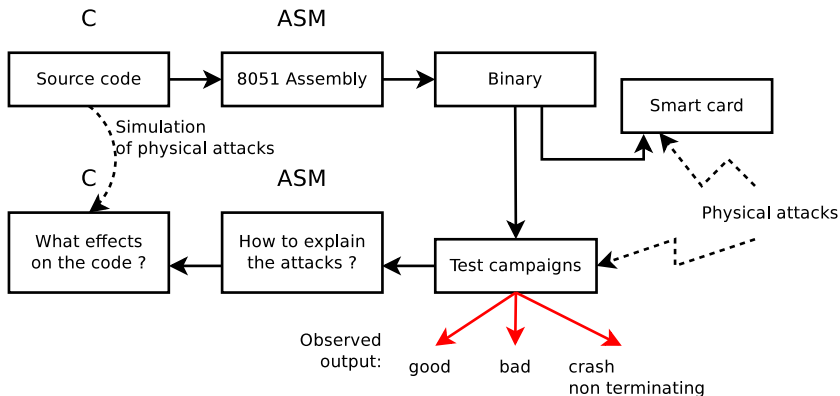 C
ASM
Source code
8051 Assembly
Binary
Smart card
Simulation
of physical attacks
C
ASM
Physical attacks
What effects
on the code ?
How to explain
the attacks ?
Test campaigns
Observed
output:
good
bad
crash
non terminating